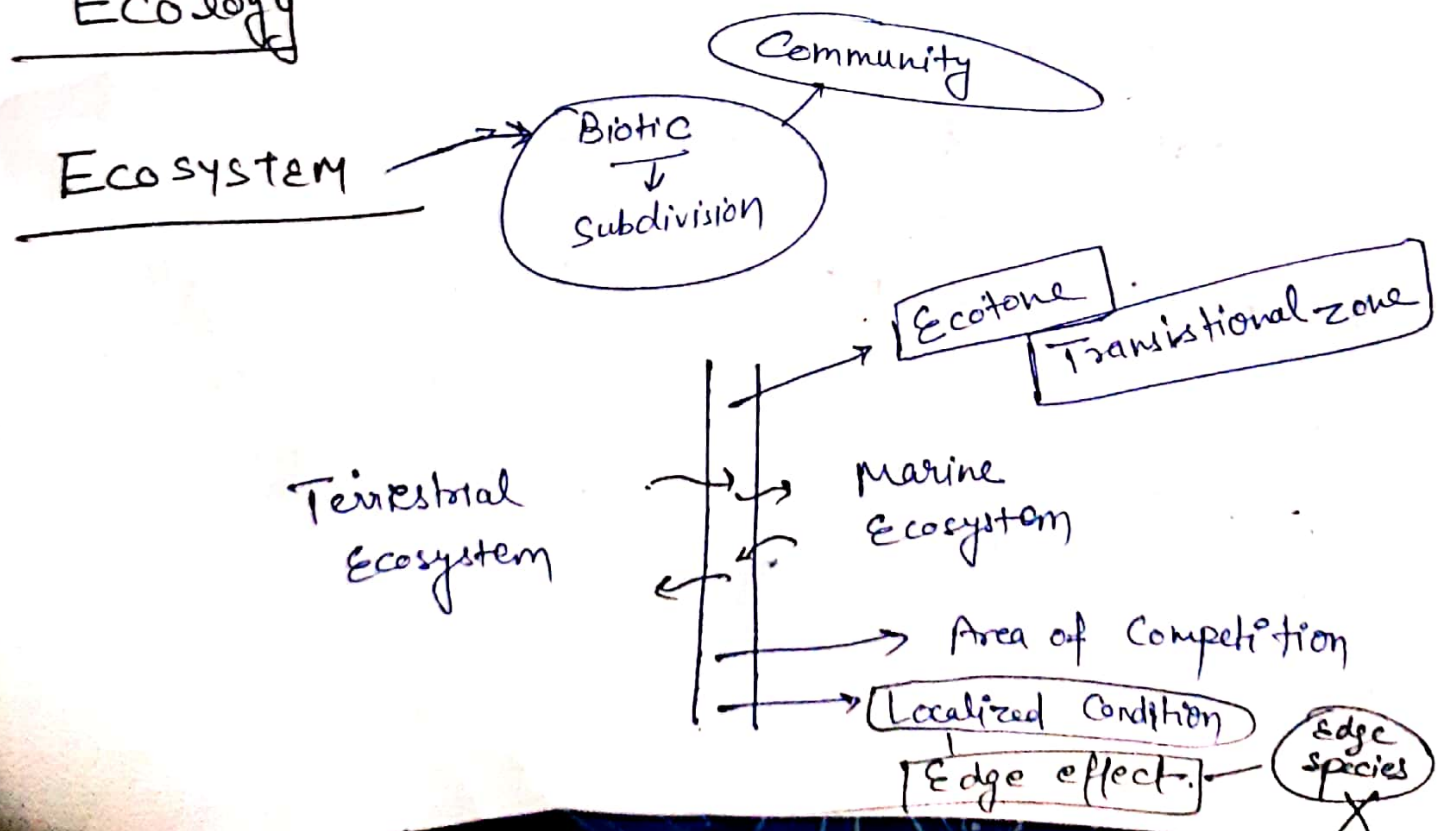 Ecology
Community
Biotic
Ecosystem
Subdivision
Ecotone
Transistional zone
Terrestrial
Ecosystem
Marine
Ecosystem
Area of Competition
Localized Condition
Edge effect.
Edge
species